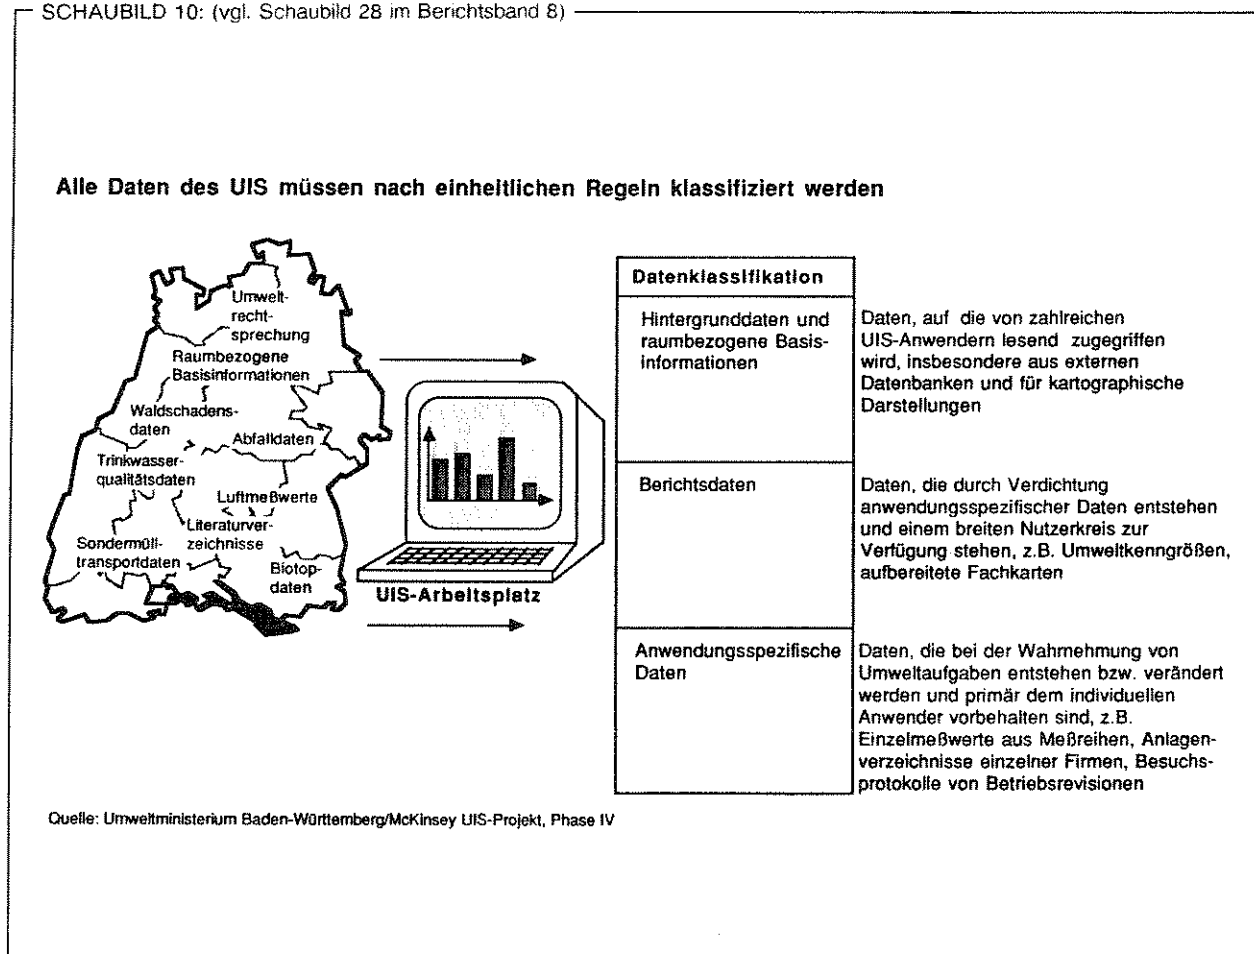 SCHAUBILD 10: (vgl. Schaubild 28 im Berichtsband 8)
Alle Daten des UIS müssen nach einheitlichen Regeln klassifiziert werden
Umwelt-
recht-
sprechung
Raumbezogene
Basisinformationen
Waldschadens-
daten
Abfalldaten
Trinkwasser-
qualitätsdaten
Luftmeßwerte
Literaturver-
zeichnisse
Sondermüll-
transportdaten
Biotop-
daten
UIS-Arbeitsplatz
Datenklassifikation
Hintergrunddaten und
raumbezogene Basis-
informationen
Daten, auf die von zahlreichen
UIS-Anwendern lesend zugegriffen
wird, insbesondere aus externen
Datenbanken und für kartographische
Darstellungen
Berichtsdaten
Daten, die durch Verdichtung
anwendungsspezifischer Daten entstehen
und einem breiten Nutzerkreis zur
Verfügung stehen, z.B. Umweltkenngrößen,
aufbereitete Fachkarten
Anwendungsspezifische
Daten
Daten, die bei der Wahrnehmung von
Umweltaufgaben entstehen bzw. verändert
werden und primär dem individuellen
Anwender vorbehalten sind, z.B.
Einzelmeßwerte aus Meßreihen, Anlagen-
verzeichnisse einzelner Firmen, Besuchs-
protokolle von Betriebsrevisionen
Quelle: Umweltministerium Baden-Württemberg/McKinsey UIS-Projekt, Phase IV